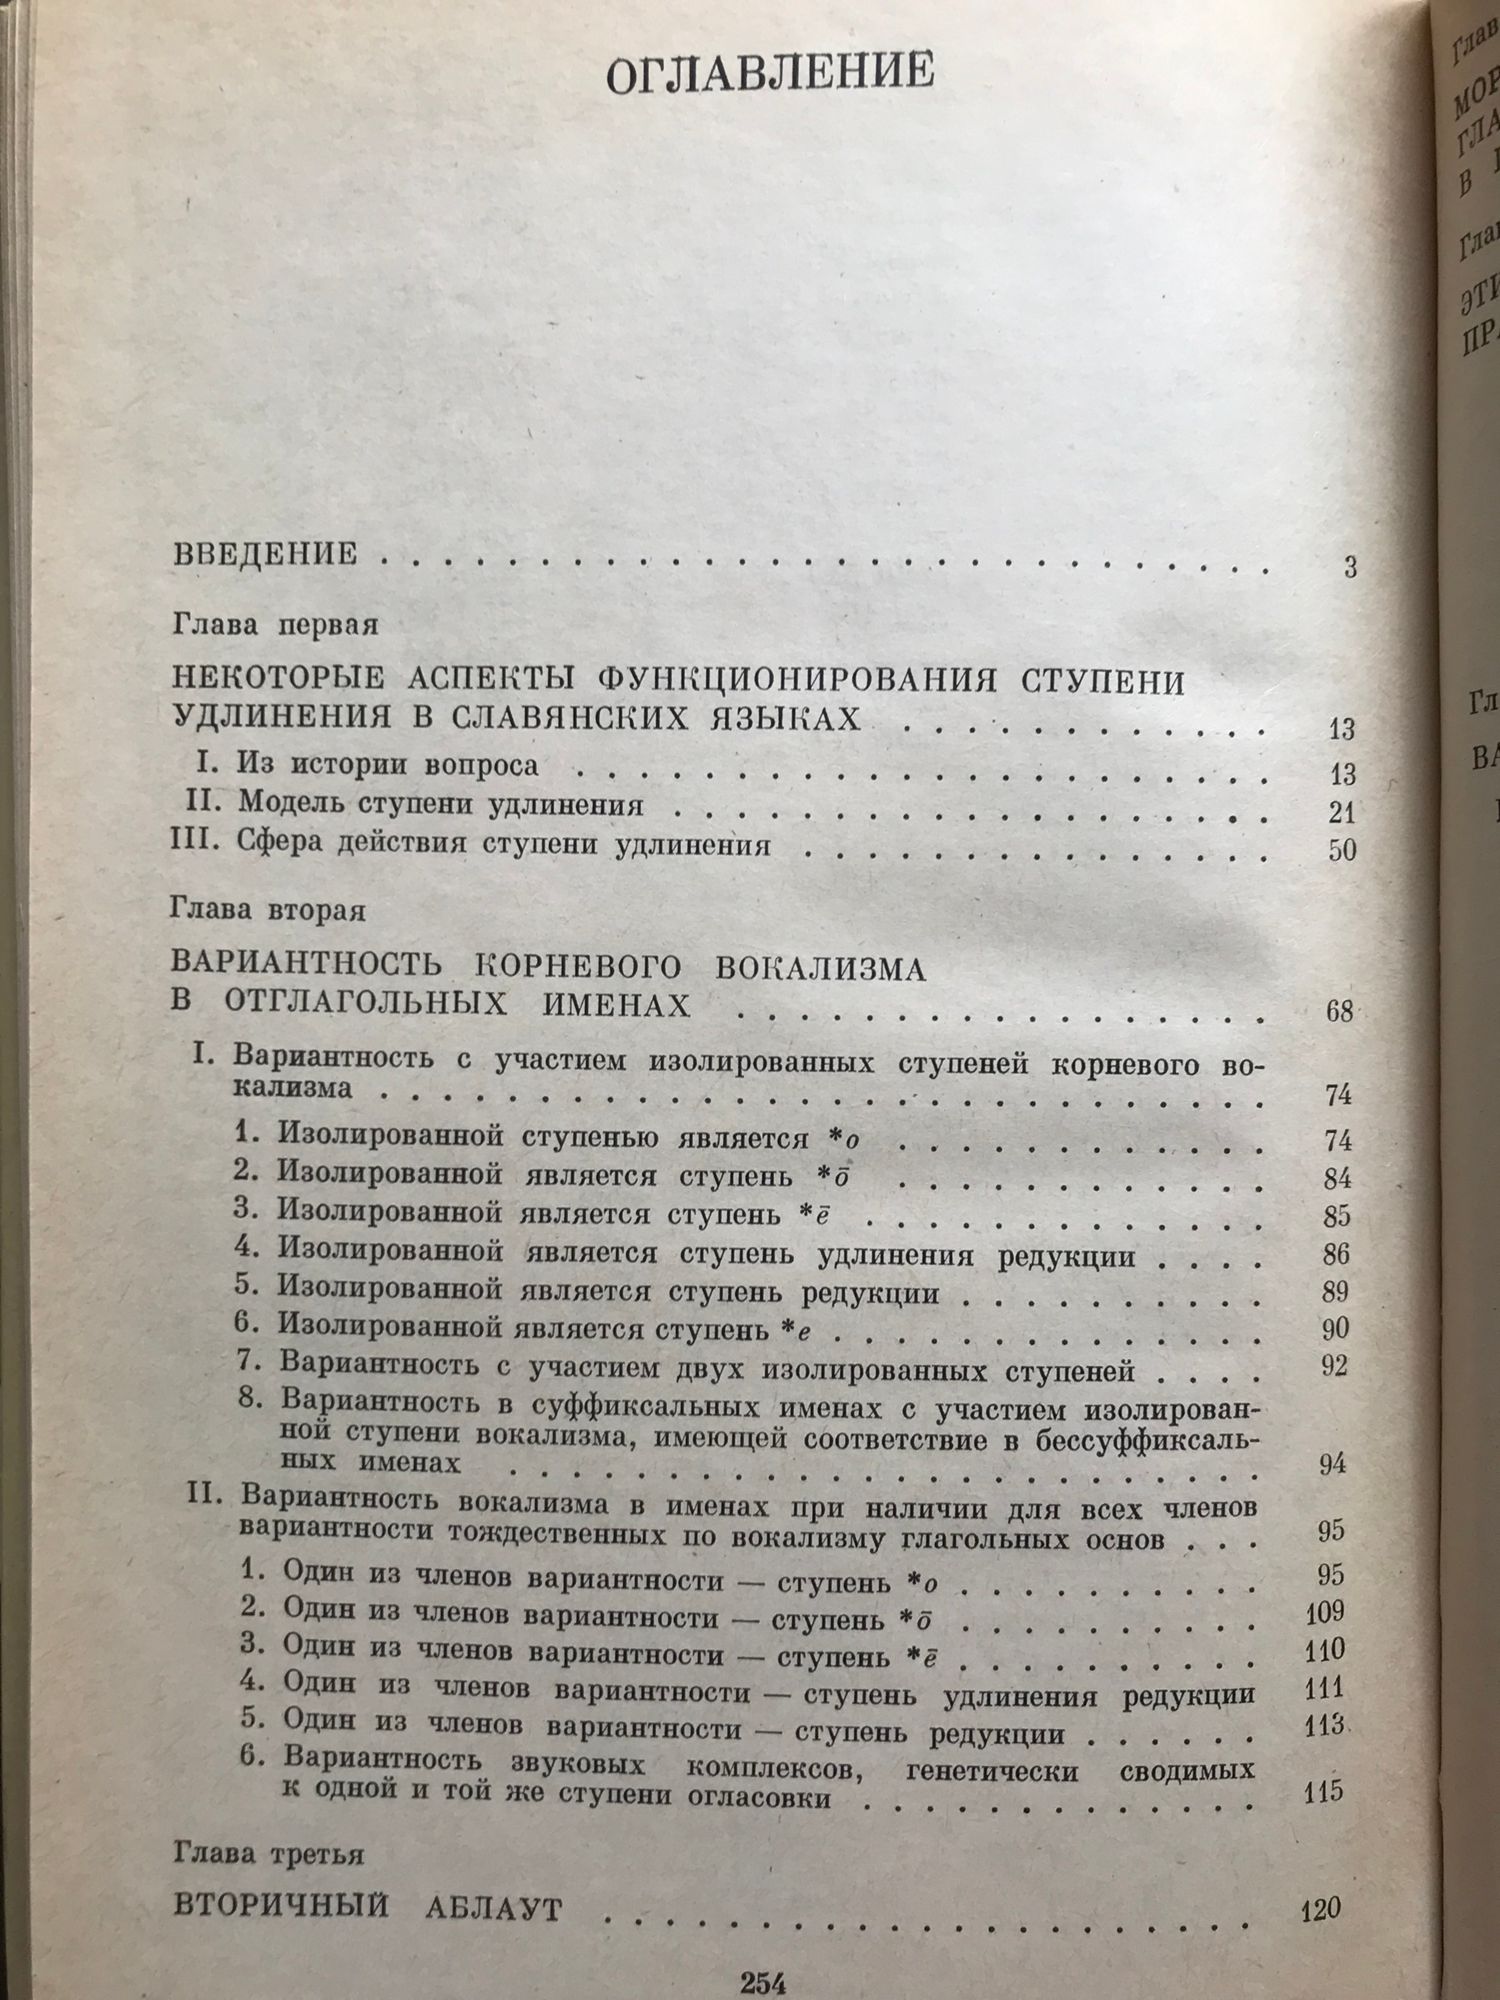 ОГЛАВЛЕНИЕ
ВВЕДЕНИЕ . . . . . . . . . . . . . . . . . . . . . . . . . . . . 3
Глава первая
НЕКОТОРЫЕ АСПЕКТЫ ФУНКЦИОНИРОВАНИЯ СТУПЕНИ
УДЛИНЕНИЯ В СЛАВЯНСКИХ ЯЗЫКАХ . . . . . . . . . . . . 13
I. Из истории вопроса . . . . . . . . . . . . . . . . . . . . . . 13
II. Модель ступени удлинения . . . . . . . . . . . . . . . . . . . 21
III. Сфера действия ступени удлинения . . . . . . . . . . . . . . . 50
Глава вторая
ВАРИАНТНОСТЬ КОРНЕВОГО ВОКАЛИЗМА
В ОТГЛАГОЛЬНЫХ ИМЕНАХ . . . . . . . . . . . . . . . . . 68
I. Вариантность с участием изолированных ступеней корневого во-
кализма . . . . . . . . . . . . . . . . . . . . . . . . . . . . 74
1. Изолированной ступенью является *о . . . . . . . . . . . . 74
2. Изолированной является ступень *ō . . . . . . . . . . . . 84
3. Изолированной является ступень *ē . . . . . . . . . . . . . 85
4. Изолированной является ступень удлинения редукции . . . . 86
5. Изолированной является ступень редукции . . . . . . . . . . 89
6. Изолированной является ступень *е . . . . . . . . . . . . . . 90
7. Вариантность с участием двух изолированных ступеней . . . . 92
8. Вариантность в суффиксальных именах с участием изолирован-
ной ступени вокализма, имеющей соответствие в бессуффиксаль-
ных именах . . . . . . . . . . . . . . . . . . . . . . . . 94
II. Вариантность вокализма в именах при наличии для всех членов
вариантности тождественных по вокализму глагольных основ . . . 95
1. Один из членов вариантности — ступень *о . . . . . . . . . . 95
2. Один из членов вариантности — ступень *ō . . . . . . . . . . 109
3. Один из членов вариантности — ступень *ē . . . . . . . . . . 110
4. Один из членов вариантности — ступень удлинения редукции 111
5. Один из членов вариантности — ступень редукции . . . . . . 113
6. Вариантность звуковых комплексов, генетически сводимых
к одной и той же ступени огласовки . . . . . . . . . . . . . 115
Глава третья
ВТОРИЧНЫЙ АБЛАУТ . . . . . . . . . . . . . . . . . . . . . 120
254